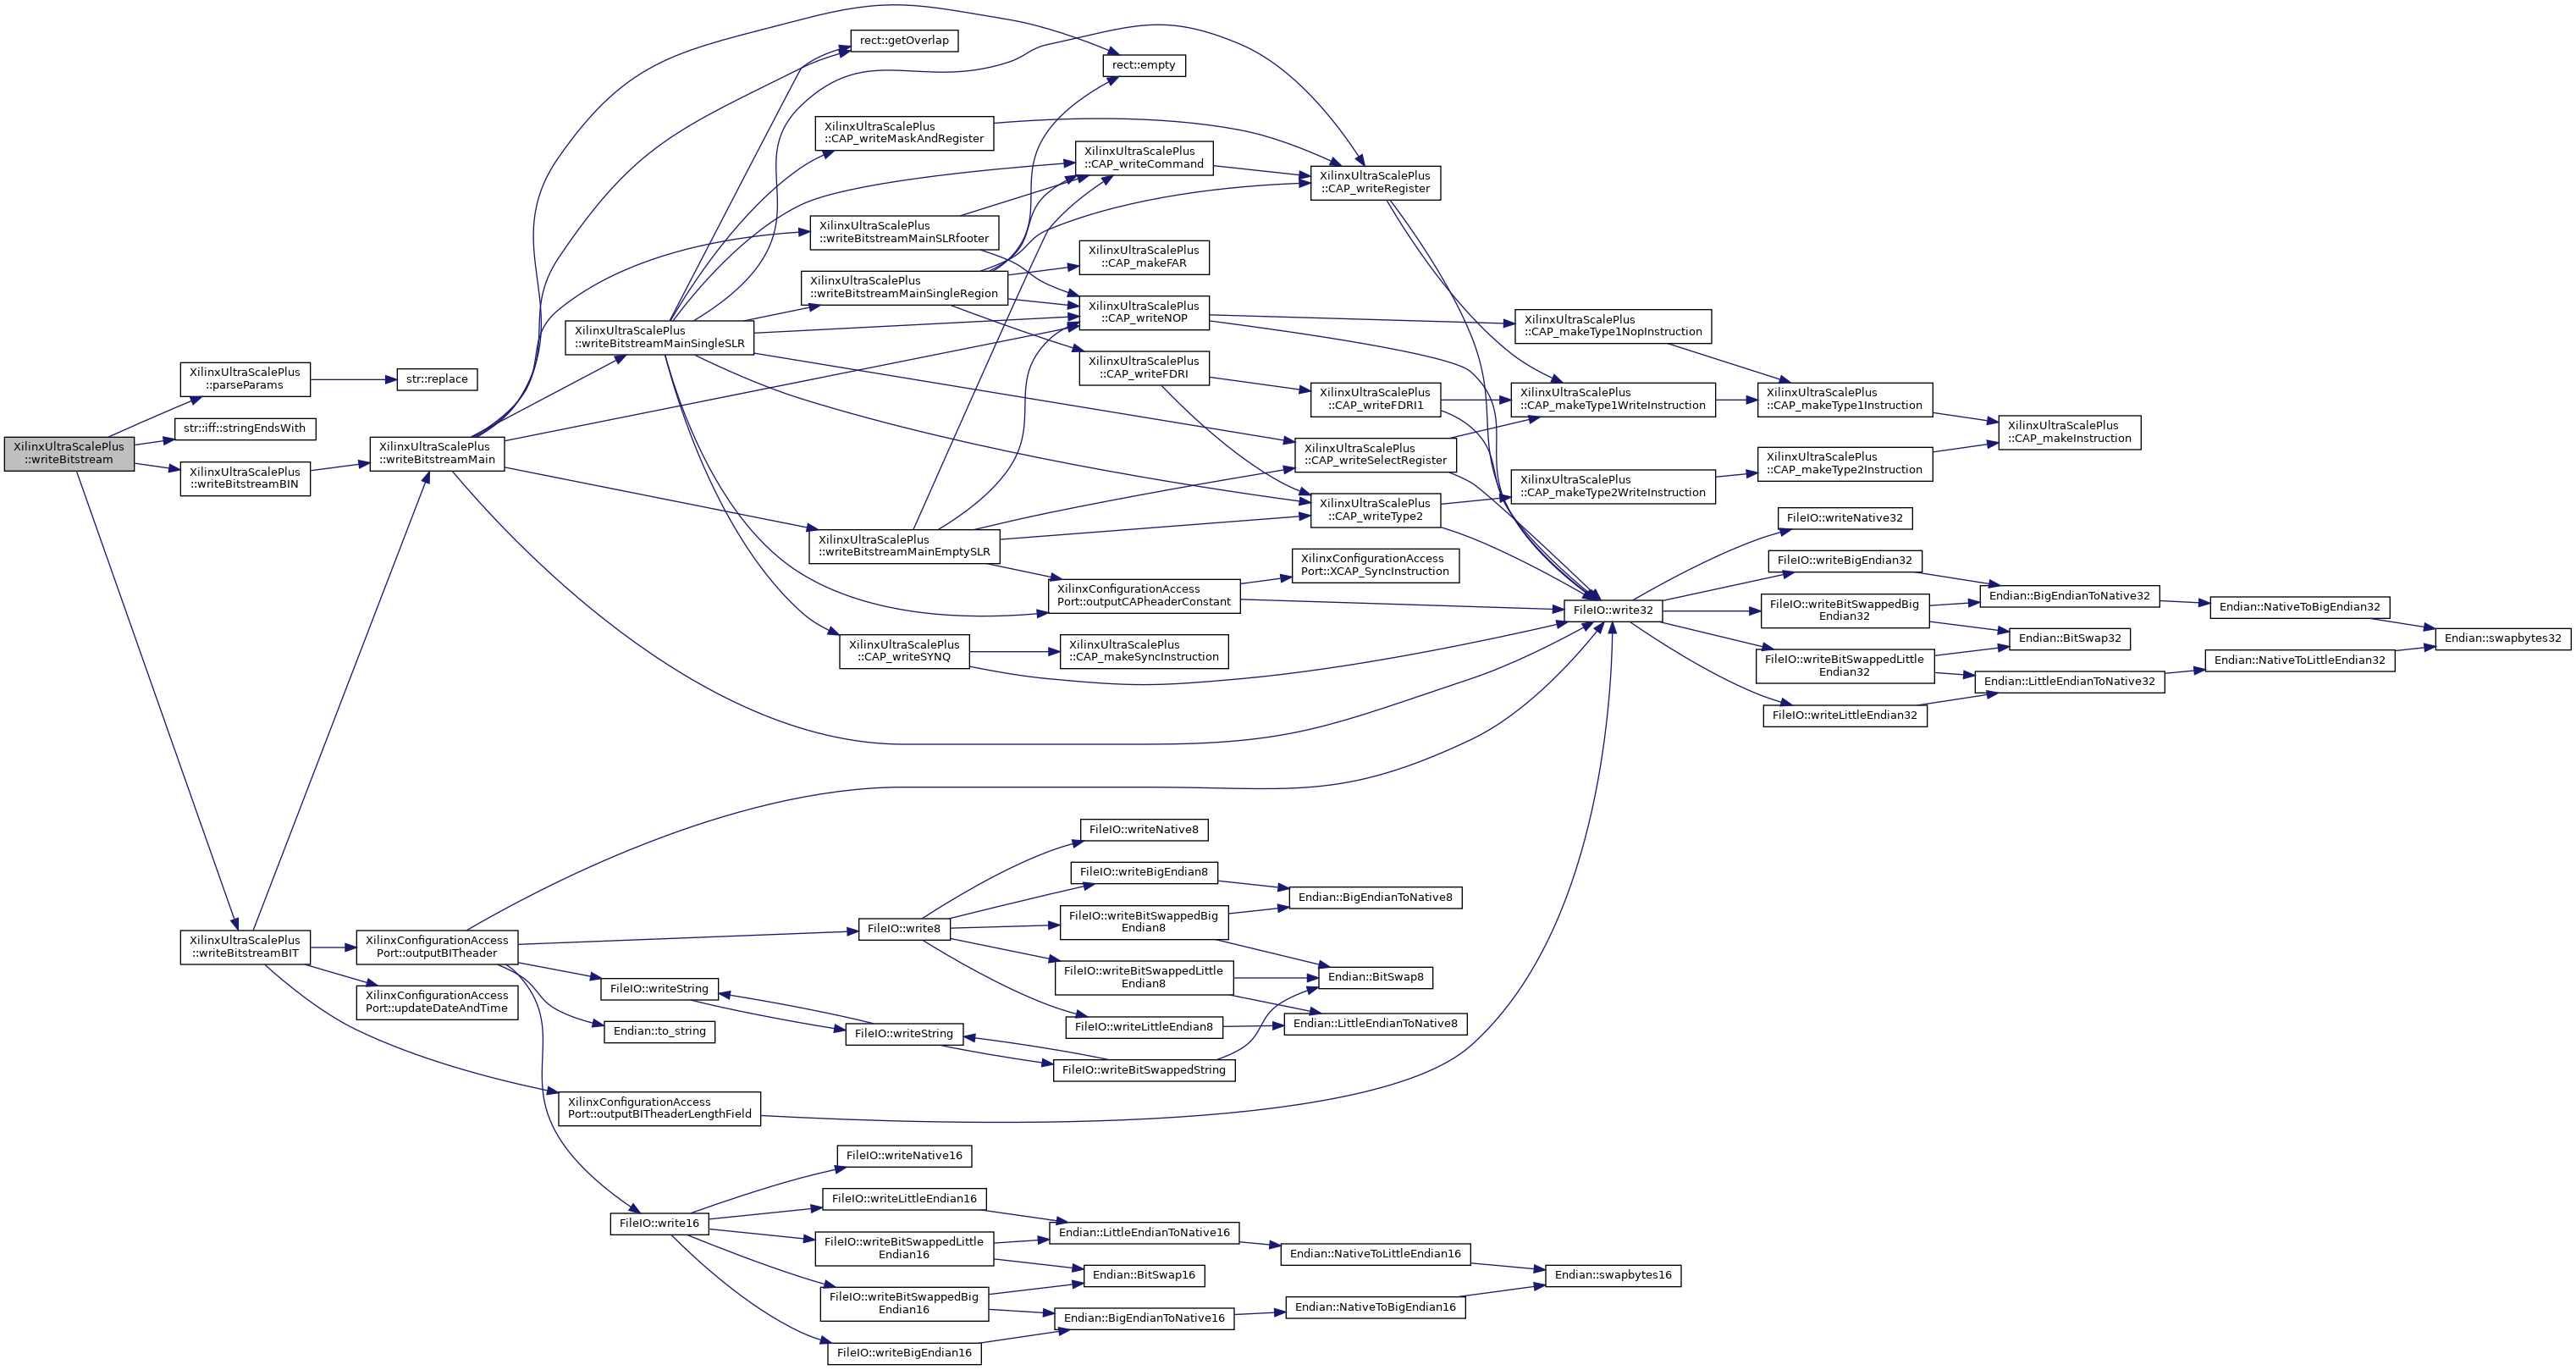 XilinxUltraScalePlus
::writeBitstream
XilinxUltraScalePlus
::parseParams
str::replace
str::iff::stringEndsWith
XilinxUltraScalePlus
::writeBitstreamBIN
XilinxUltraScalePlus
::writeBitstreamMain
XilinxUltraScalePlus
::writeBitstreamBIT
rect::getOverlap
rect::empty
XilinxUltraScalePlus
::CAP_writeMaskAndRegister
XilinxUltraScalePlus
::CAP_writeCommand
XilinxUltraScalePlus
::CAP_writeRegister
XilinxUltraScalePlus
::writeBitstreamMainSLRfooter
XilinxUltraScalePlus
::CAP_makeFAR
XilinxUltraScalePlus
::writeBitstreamMainSingleRegion
XilinxUltraScalePlus
::CAP_writeNOP
XilinxUltraScalePlus
::CAP_makeType1NopInstruction
XilinxUltraScalePlus
::writeBitstreamMainSingleSLR
XilinxUltraScalePlus
::CAP_writeFDRI
XilinxUltraScalePlus
::CAP_writeFDRI1
XilinxUltraScalePlus
::CAP_makeType1WriteInstruction
XilinxUltraScalePlus
::CAP_makeType1Instruction
XilinxUltraScalePlus
::CAP_makeInstruction
XilinxUltraScalePlus
::CAP_writeSelectRegister
XilinxUltraScalePlus
::CAP_makeType2WriteInstruction
XilinxUltraScalePlus
::CAP_makeType2Instruction
XilinxUltraScalePlus
::CAP_writeType2
XilinxUltraScalePlus
::writeBitstreamMainEmptySLR
XilinxConfigurationAccess
Port::XCAP_SyncInstruction
XilinxConfigurationAccess
Port::outputCAPheaderConstant
XilinxUltraScalePlus
::CAP_writeSYNQ
XilinxUltraScalePlus
::CAP_makeSyncInstruction
FileIO::write32
FileIO::writeNative32
FileIO::writeBigEndian32
FileIO::writeBitSwappedBig
Endian32
FileIO::writeBitSwappedLittle
Endian32
FileIO::writeLittleEndian32
Endian::BigEndianToNative32
Endian::BitSwap32
Endian::LittleEndianToNative32
Endian::NativeToBigEndian32
Endian::NativeToLittleEndian32
Endian::swapbytes32
XilinxConfigurationAccess
Port::outputBITheader
XilinxConfigurationAccess
Port::updateDateAndTime
XilinxConfigurationAccess
Port::outputBITheaderLengthField
FileIO::write8
FileIO::writeNative8
FileIO::writeBigEndian8
FileIO::writeBitSwappedBig
Endian8
FileIO::writeBitSwappedLittle
Endian8
FileIO::writeLittleEndian8
Endian::BigEndianToNative8
Endian::BitSwap8
Endian::LittleEndianToNative8
FileIO::writeString
Endian::to_string
FileIO::writeString
FileIO::writeBitSwappedString
FileIO::write16
FileIO::writeNative16
FileIO::writeLittleEndian16
FileIO::writeBitSwappedLittle
Endian16
FileIO::writeBitSwappedBig
Endian16
FileIO::writeBigEndian16
Endian::LittleEndianToNative16
Endian::BitSwap16
Endian::BigEndianToNative16
Endian::NativeToLittleEndian16
Endian::NativeToBigEndian16
Endian::swapbytes16